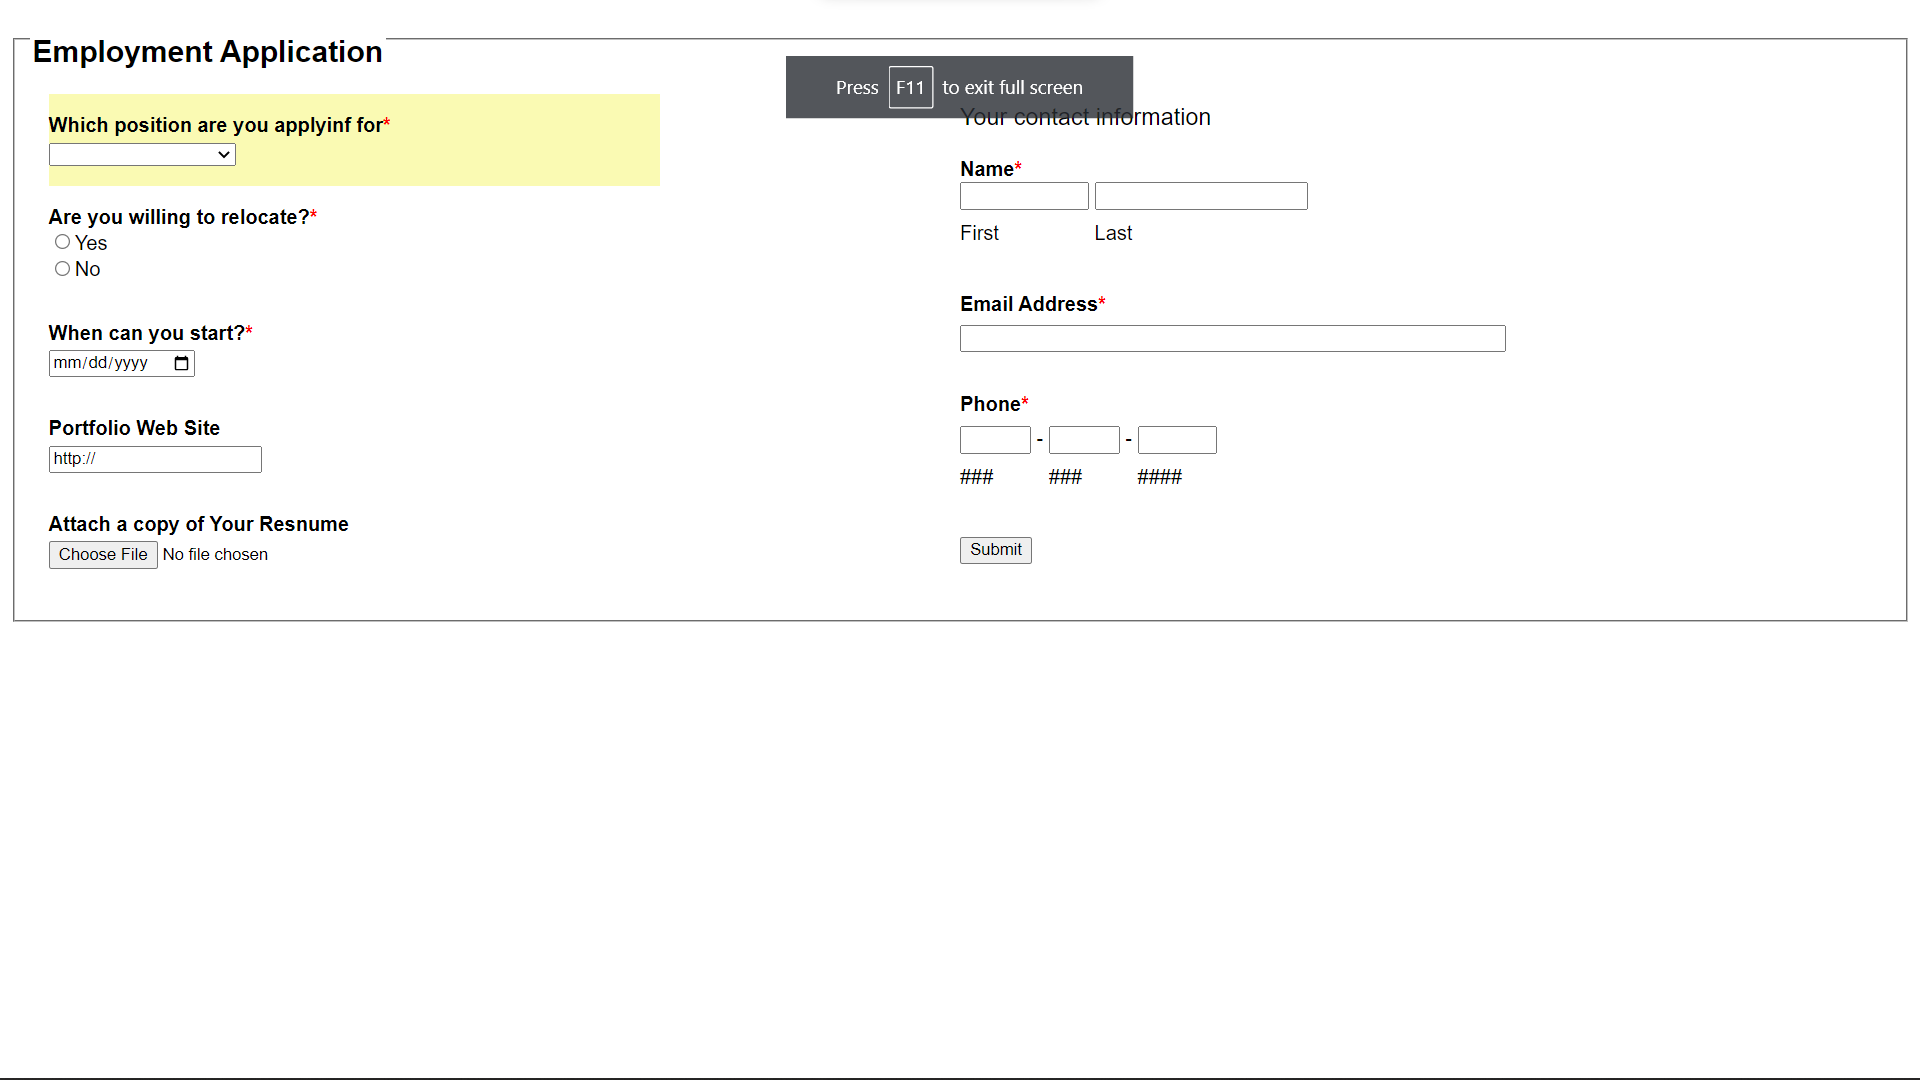 Employment Application
Press F11 to exit full screen
Which position are you applyinf for*
Are you willing to relocate?*
Yes
No
When can you start?*
mm/dd/yyyy
Portfolio Web Site
http://
Attach a copy of Your Resnume
Choose File No file chosen
Your contact information
Name*
First Last
Email Address*
Phone*
- -
### ### ####
Submit